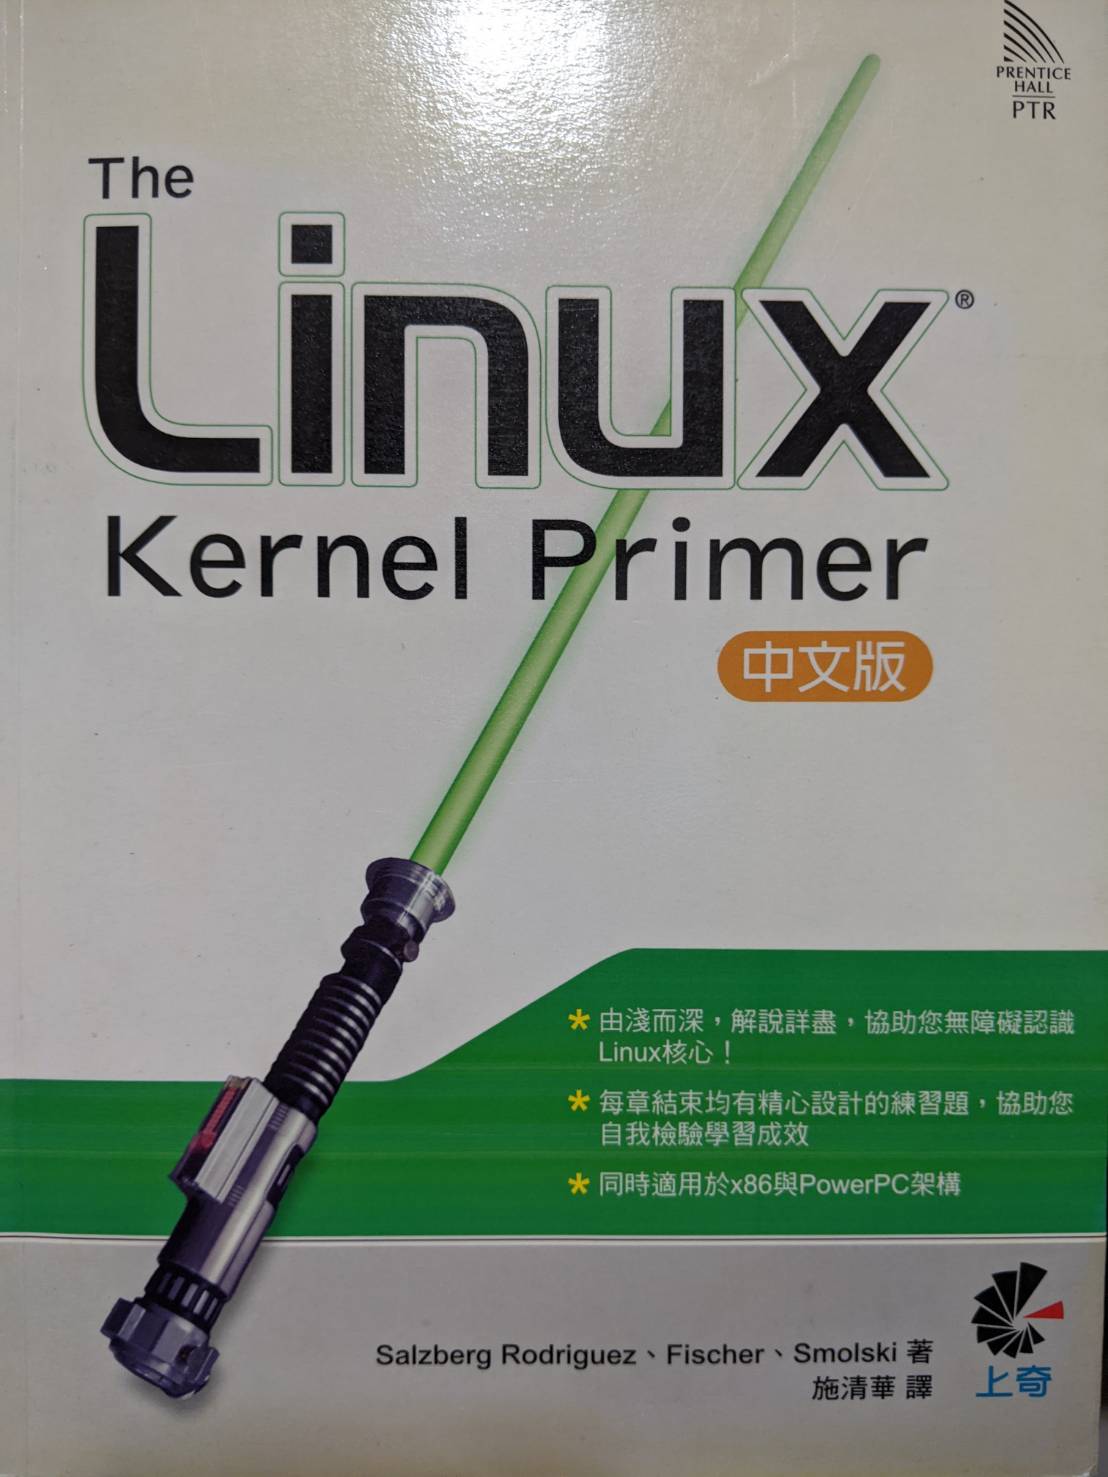 PRENTICE
HALL
PTR
The
Linux®
Kernel Primer
中文版
* 由淺而深，解說詳盡，協助您無障礙認識
Linux核心！
* 每章結束均有精心設計的練習題，協助您
自我檢驗學習成效
* 同時適用於x86與PowerPC架構
Salzberg Rodriguez、Fischer、Smolski 著
施清華 譯
上奇